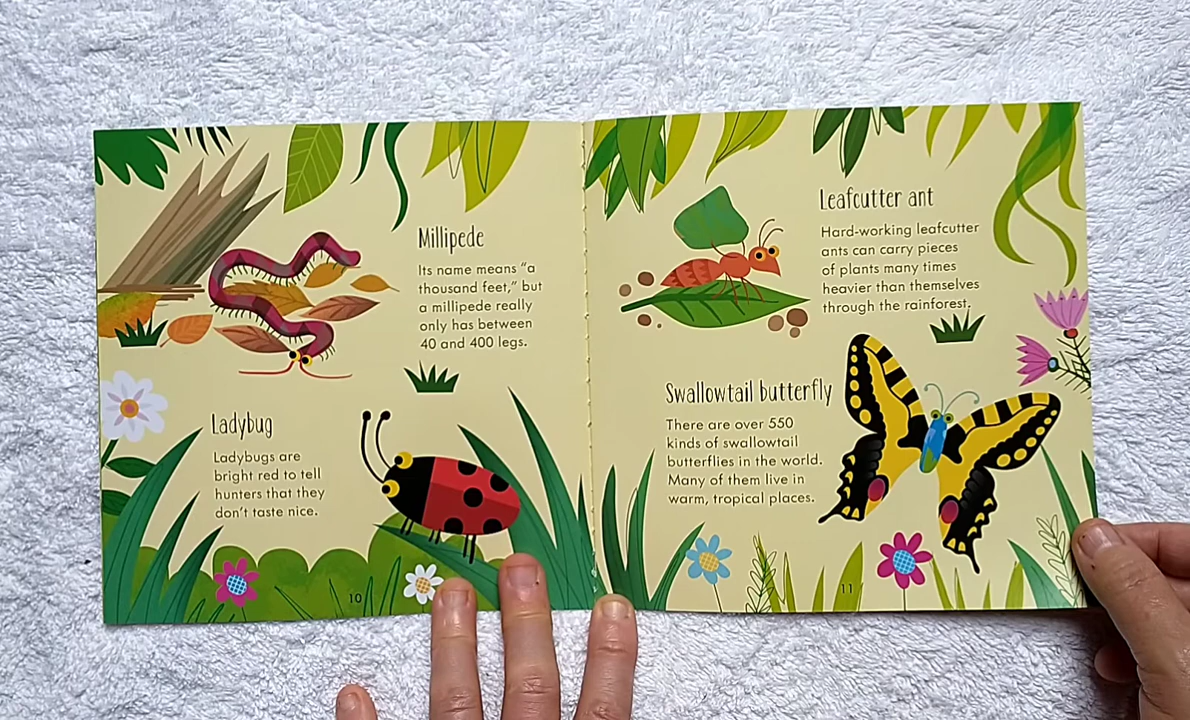 Millipede
Its name means "a
thousand feet," but
a millipede really
only has between
40 and 400 legs.
Ladybug
Ladybugs are
bright red to tell
hunters that they
don't taste nice.
10
Leafcutter ant
Hard-working leafcutter
ants can carry pieces
of plants many times
heavier than themselves
through the rainforest.
Swallowtail butterfly
There are over 550
kinds of swallowtail
butterflies in the world.
Many of them live in
warm, tropical places.
11